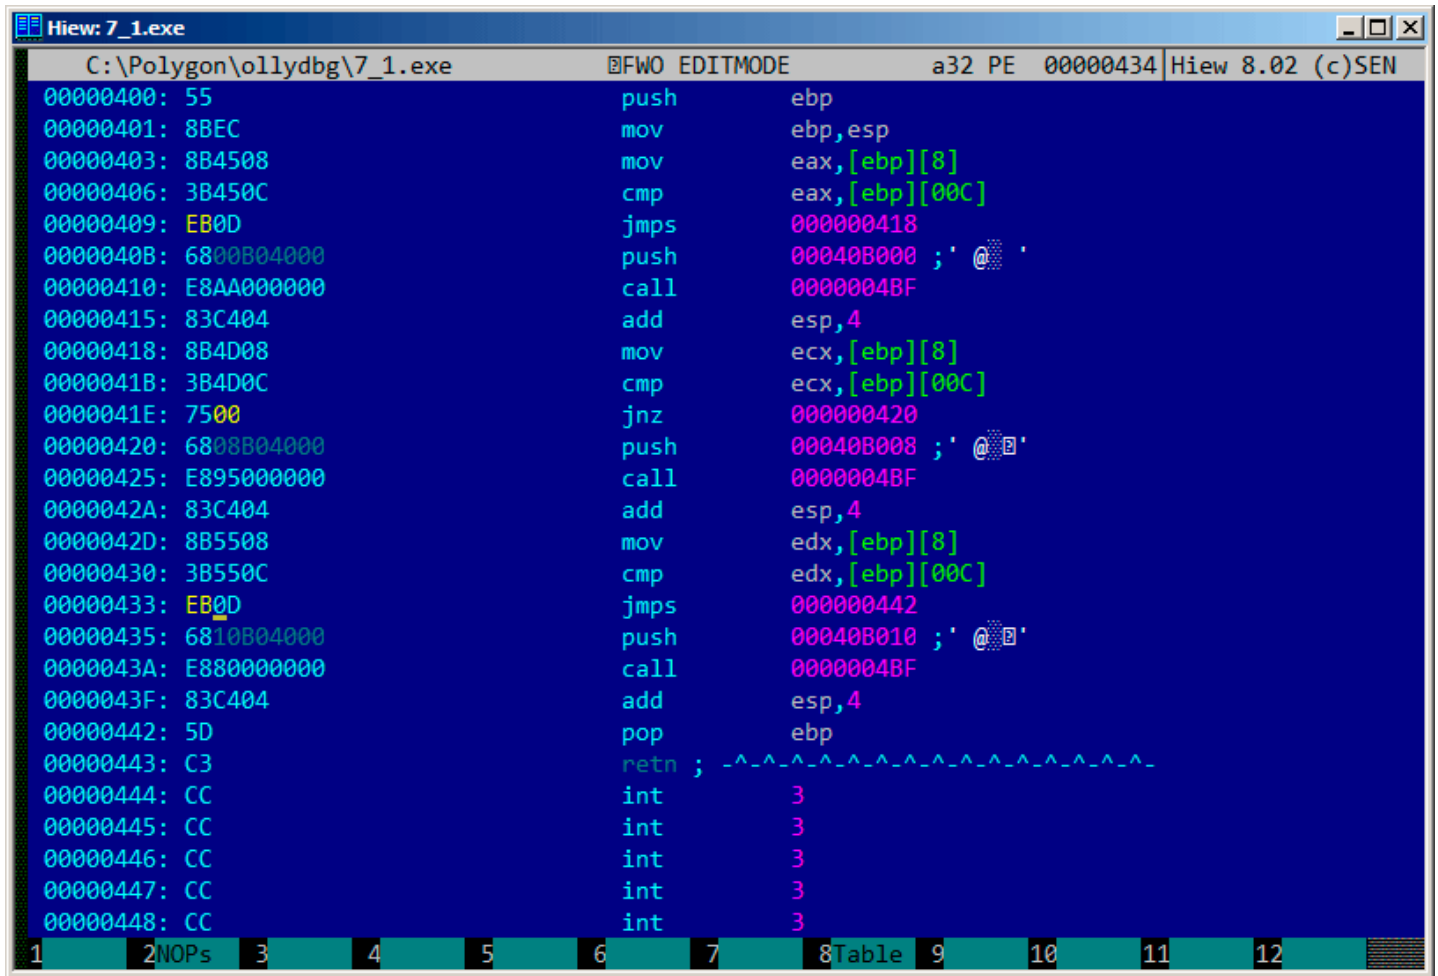 Hiew: 7_1.exe
C:\Polygon\ollydbg\7_1.exe FWO EDITMODE a32 PE 00000434 Hiew 8.02 (c)SEN
00000400: 55 push ebp
00000401: 8BEC mov ebp,esp
00000403: 8B4508 mov eax,[ebp][8]
00000406: 3B450C cmp eax,[ebp][00C]
00000409: EB0D jmps 000000418
0000040B: 6800B04000 push 00040B000 ;' @░ '
00000410: E8AA000000 call 0000004BF
00000415: 83C404 add esp,4
00000418: 8B4D08 mov ecx,[ebp][8]
0000041B: 3B4D0C cmp ecx,[ebp][00C]
0000041E: 7500 jnz 000000420
00000420: 6808B04000 push 00040B008 ;' @░'
00000425: E895000000 call 0000004BF
0000042A: 83C404 add esp,4
0000042D: 8B5508 mov edx,[ebp][8]
00000430: 3B550C cmp edx,[ebp][00C]
00000433: EB0D jmps 000000442
00000435: 6810B04000 push 00040B010 ;' @░'
0000043A: E880000000 call 0000004BF
0000043F: 83C404 add esp,4
00000442: 5D pop ebp
00000443: C3 retn ; -^-^-^-^-^-^-^-^-^-^-^-^-^-^-^-
00000444: CC int 3
00000445: CC int 3
00000446: CC int 3
00000447: CC int 3
00000448: CC int 3
1 2NOPs 3 4 5 6 7 8Table 9 10 11 12